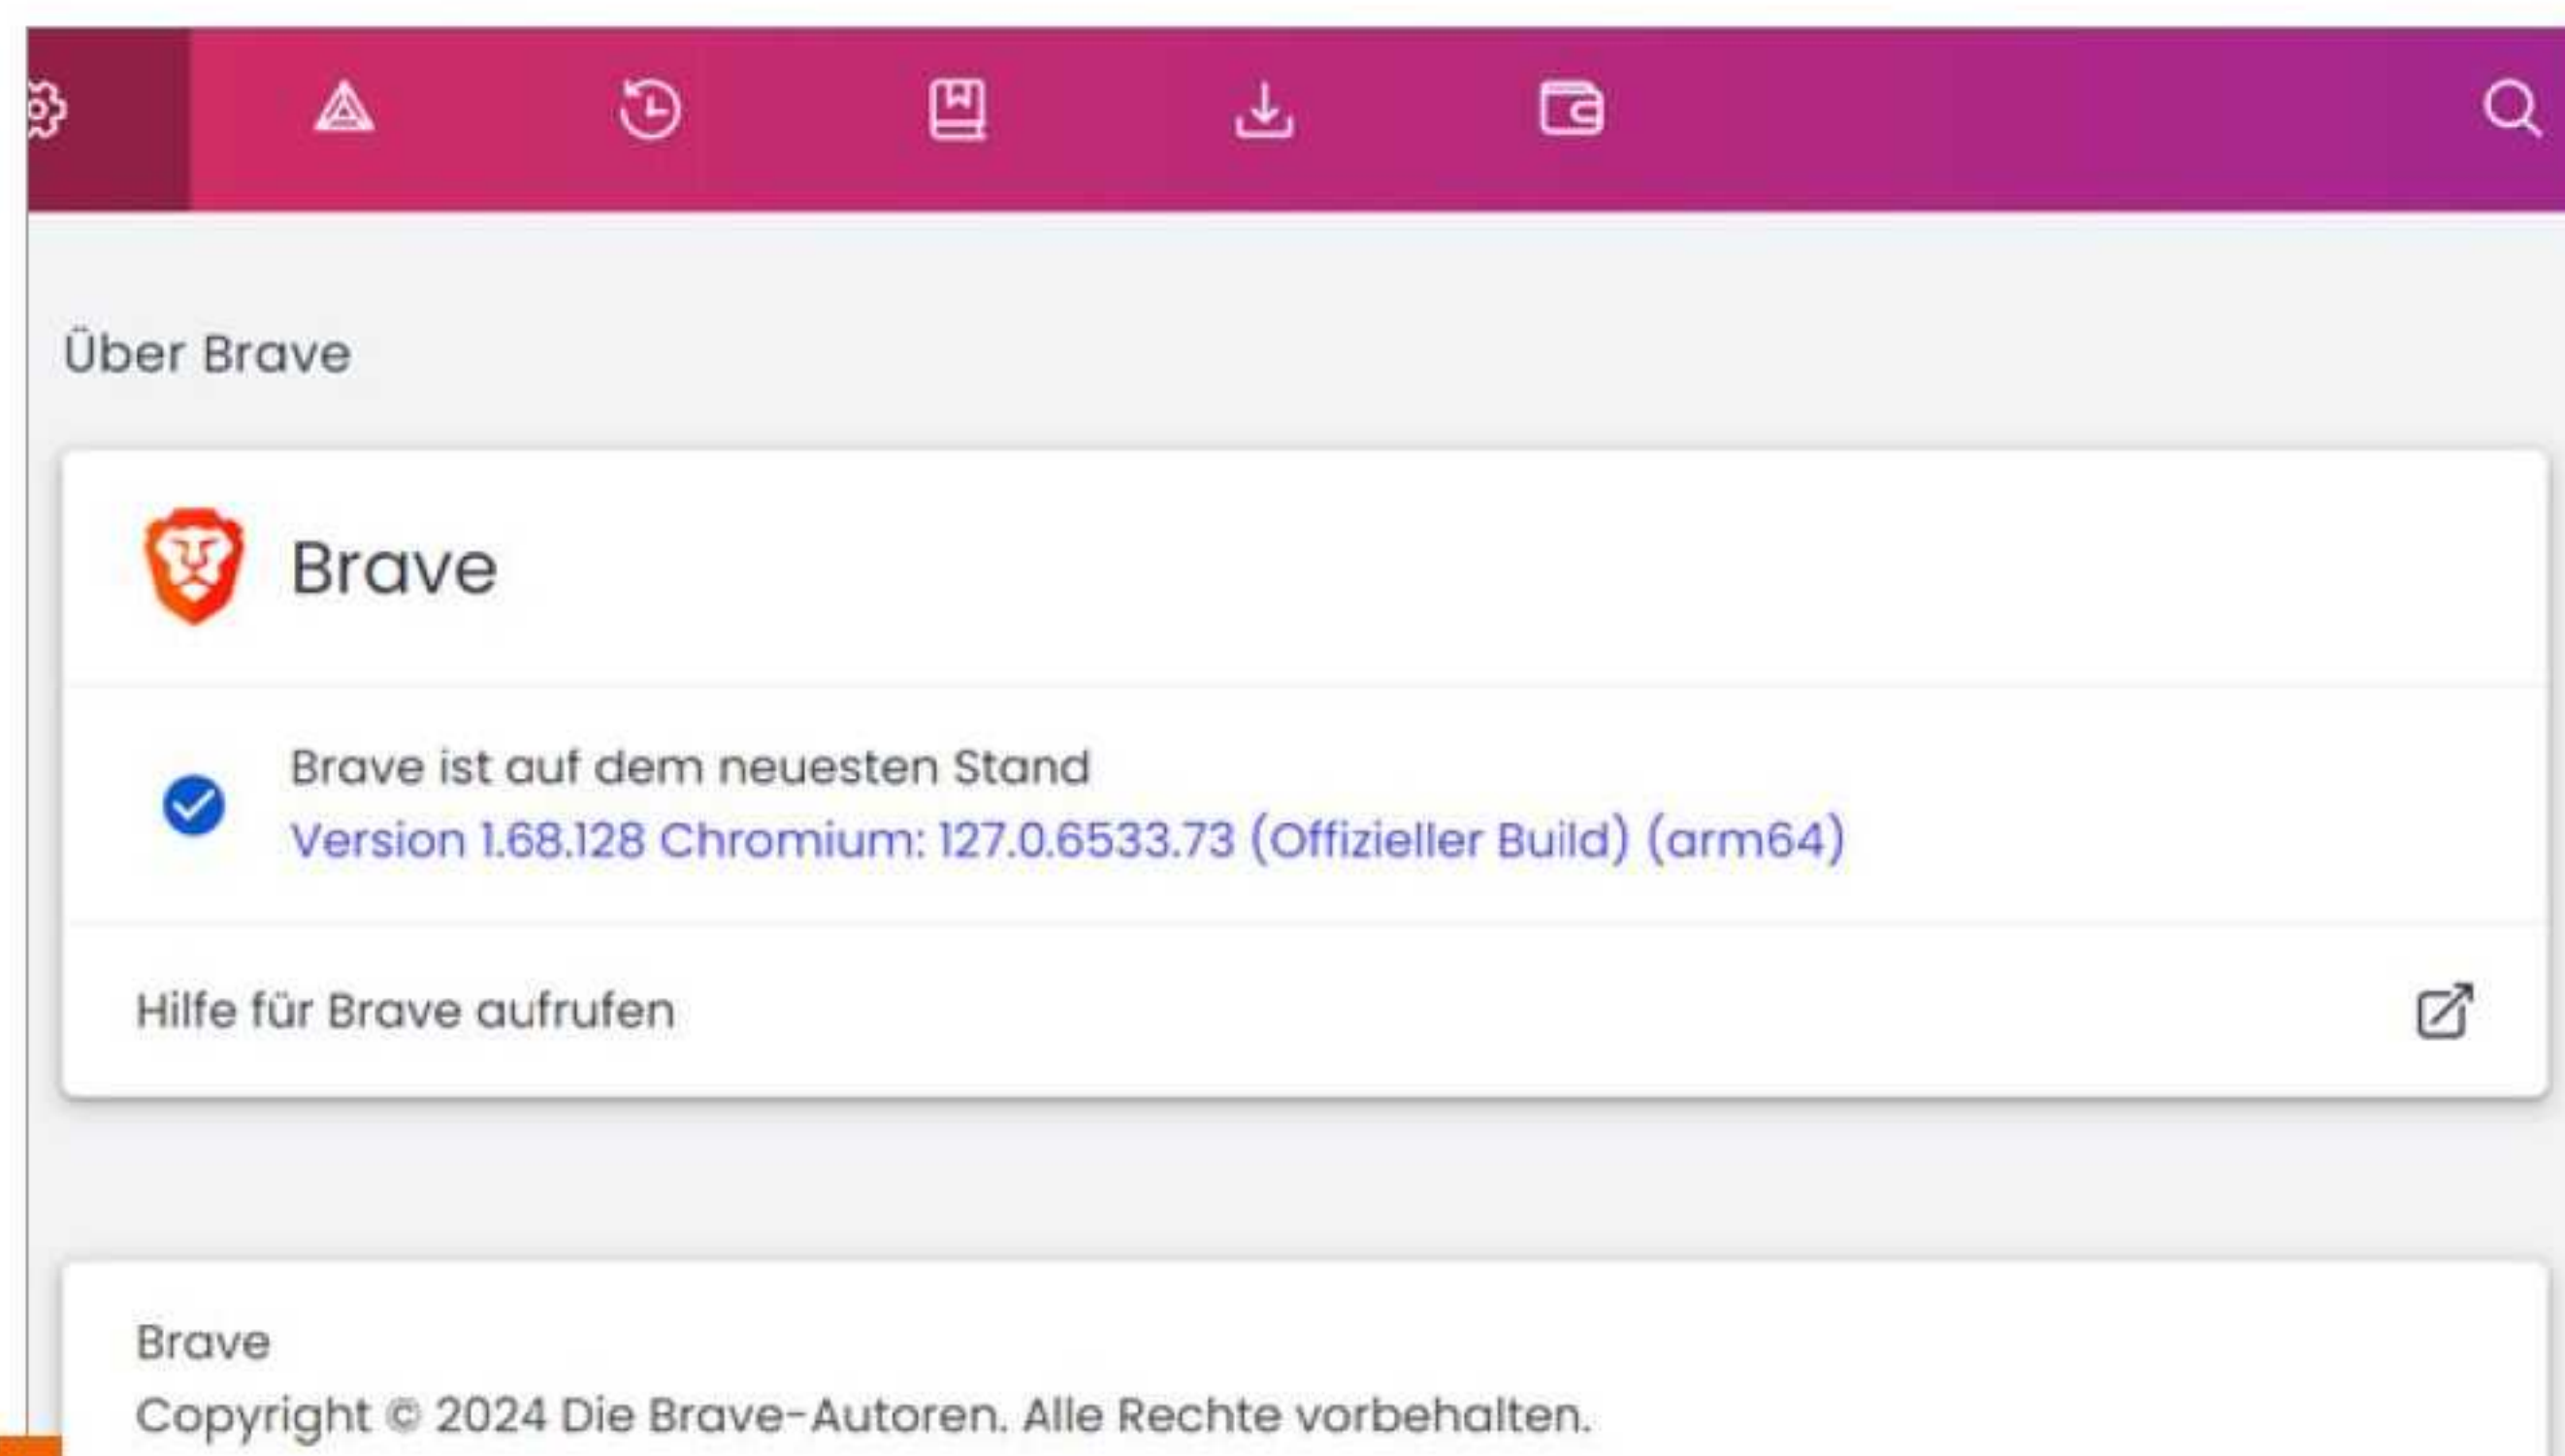 Über Brave
Brave
Brave ist auf dem neuesten Stand
Version 1.68.128 Chromium: 127.0.6533.73 (Offizieller Build) (arm64)
Hilfe für Brave aufrufen
Brave
Copyright © 2024 Die Brave-Autoren. Alle Rechte vorbehalten.